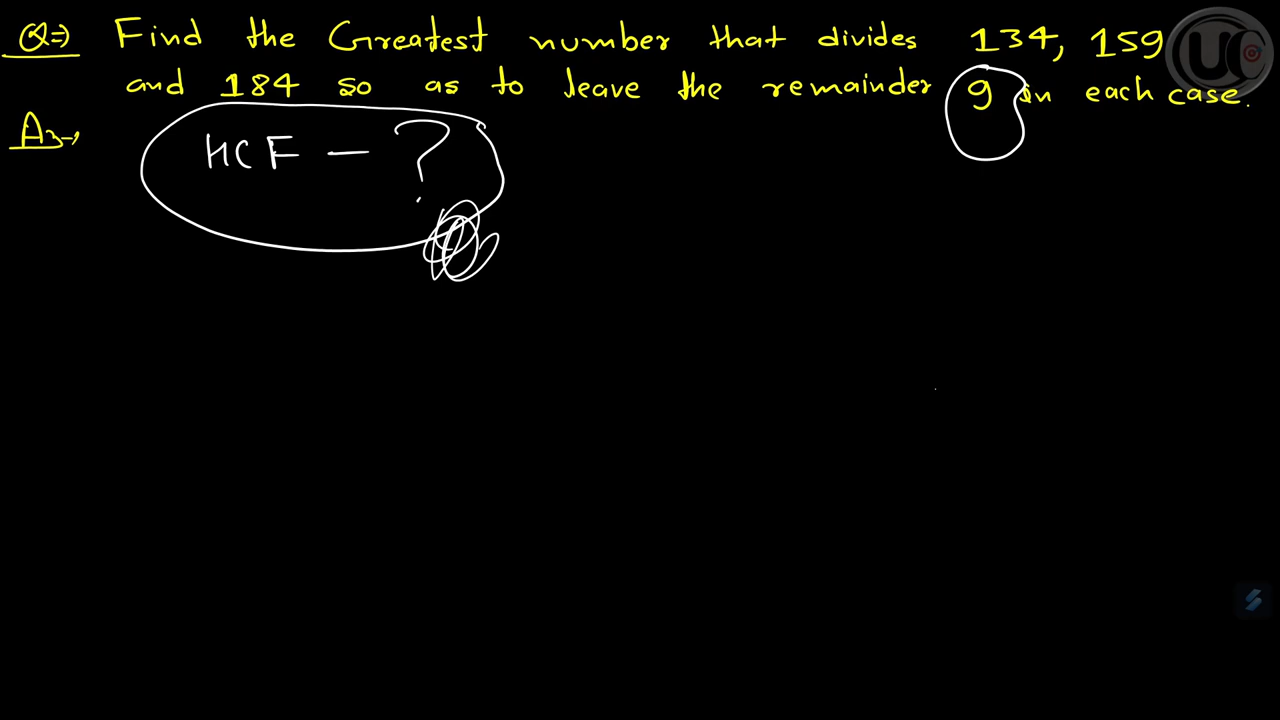 Q⇒ Find the Greatest number that divides 134, 159
and 184 so as to leave the remainder 9 in each case.
HCF — ?
UC